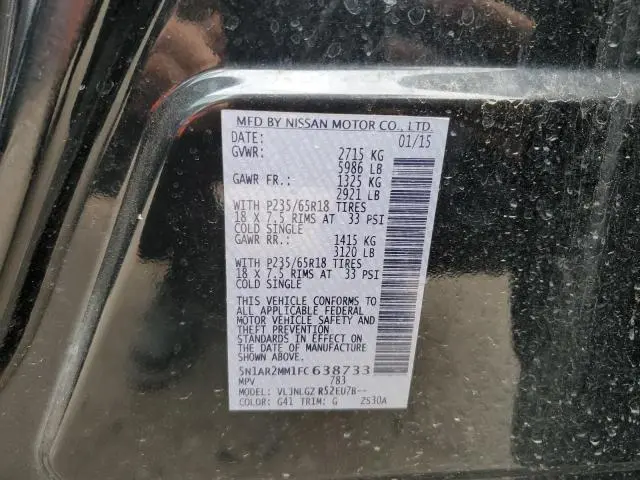 MFD BY NISSAN MOTOR CO., LTD.
DATE: 01/15
GVWR: 2715 KG
5986 LB
GAWR FR.: 1325 KG
2921 LB
WITH P235/65R18 TIRES
18 X 7.5 RIMS AT 33 PSI
COLD SINGLE
GAWR RR.: 1415 KG
3120 LB
WITH P235/65R18 TIRES
18 X 7.5 RIMS AT 33 PSI
COLD SINGLE
THIS VEHICLE CONFORMS TO
ALL APPLICABLE FEDERAL
MOTOR VEHICLE SAFETY AND
THEFT PREVENTION
STANDARDS IN EFFECT ON
THE DATE OF MANUFACTURE
SHOWN ABOVE.
5N1AR2MM1FC638733
MPV 783
MODEL: VLJNLGZ R52EU7B--
COLOR: G41 TRIM: G ZS30A